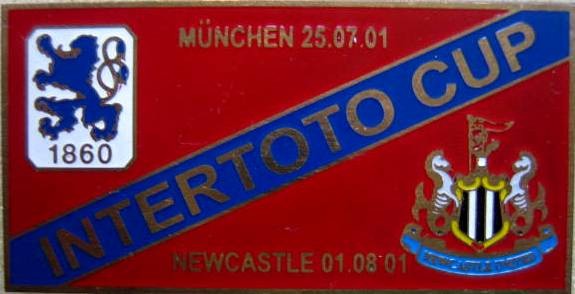 MÜNCHEN 25.07.01
1860
INTERTOTO CUP
NEWCASTLE 01.08 01